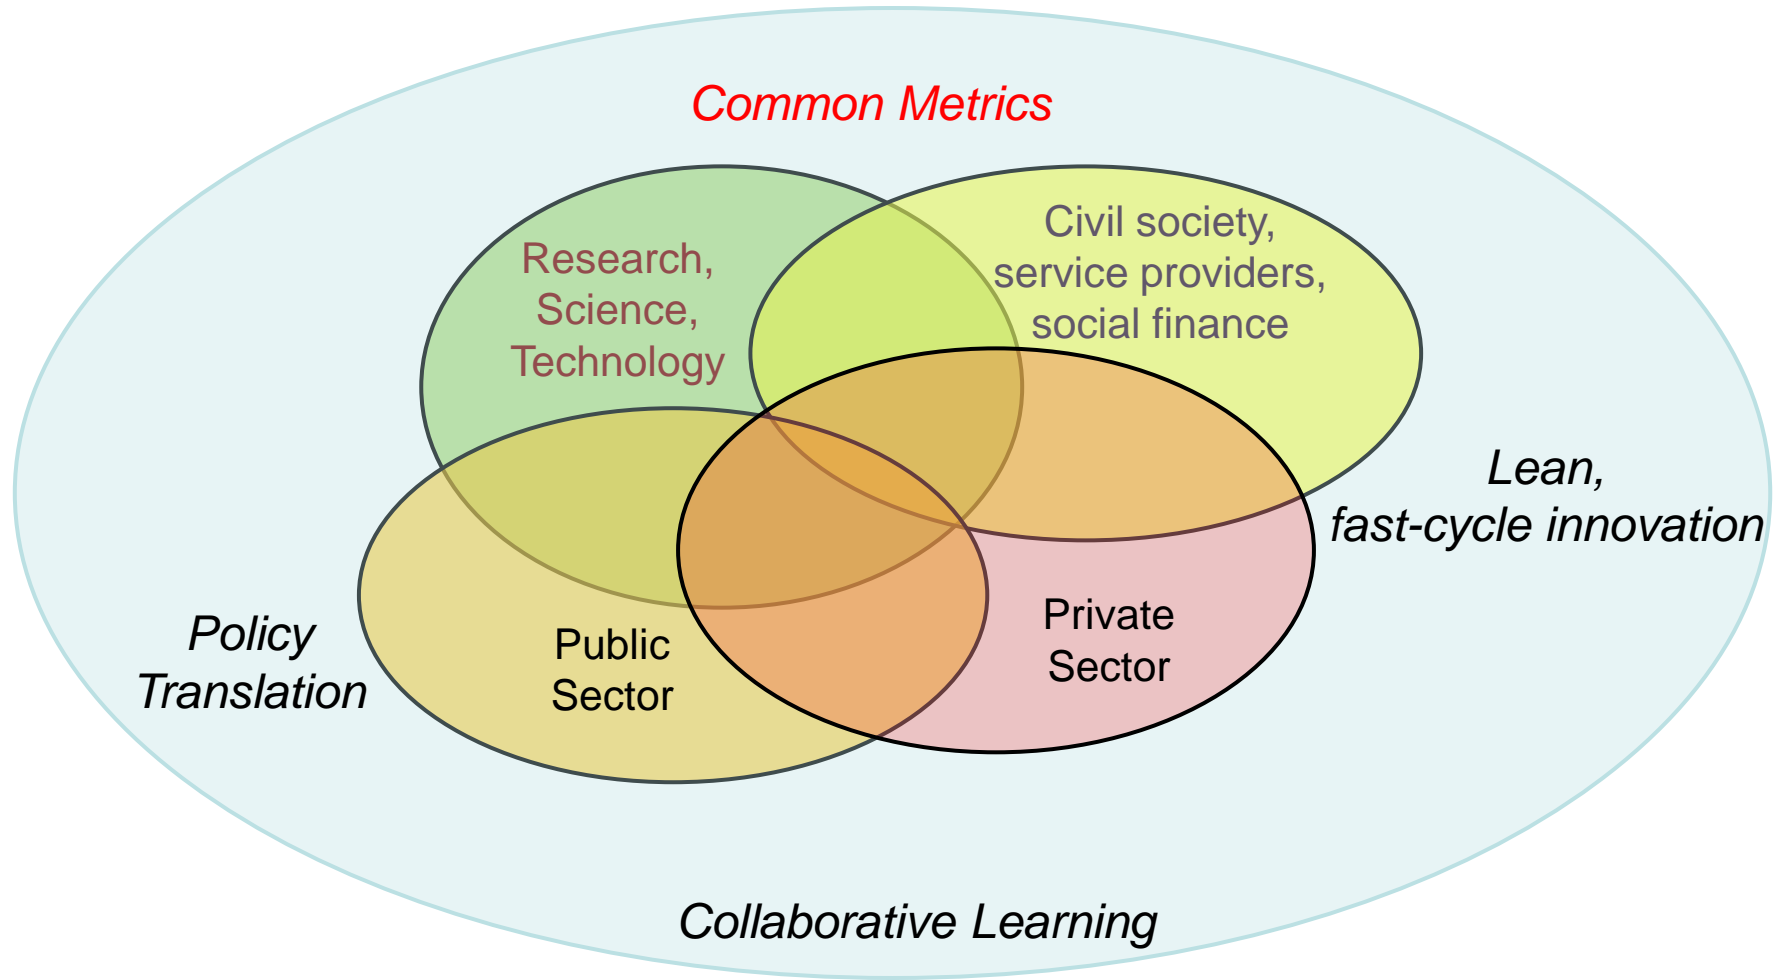 Common Metrics
Research,
Science,
Technology
Civil society,
service providers,
social finance
Lean,
fast-cycle innovation
Policy
Translation
Public
Sector
Private
Sector
Collaborative Learning